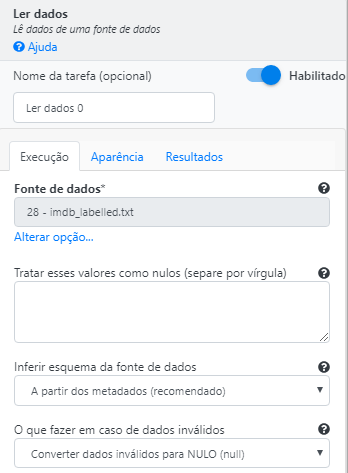 Ler dados
Lê dados de uma fonte de dados
? Ajuda
Nome da tarefa (opcional)
Habilitado
Ler dados 0
Execução Aparência Resultados
Fonte de dados* ?
28 - imdb_labelled.txt
Alterar opção...
Tratar esses valores como nulos (separe por vírgula) ?
Inferir esquema da fonte de dados ?
A partir dos metadados (recomendado)
O que fazer em caso de dados inválidos ?
Converter dados inválidos para NULO (null)